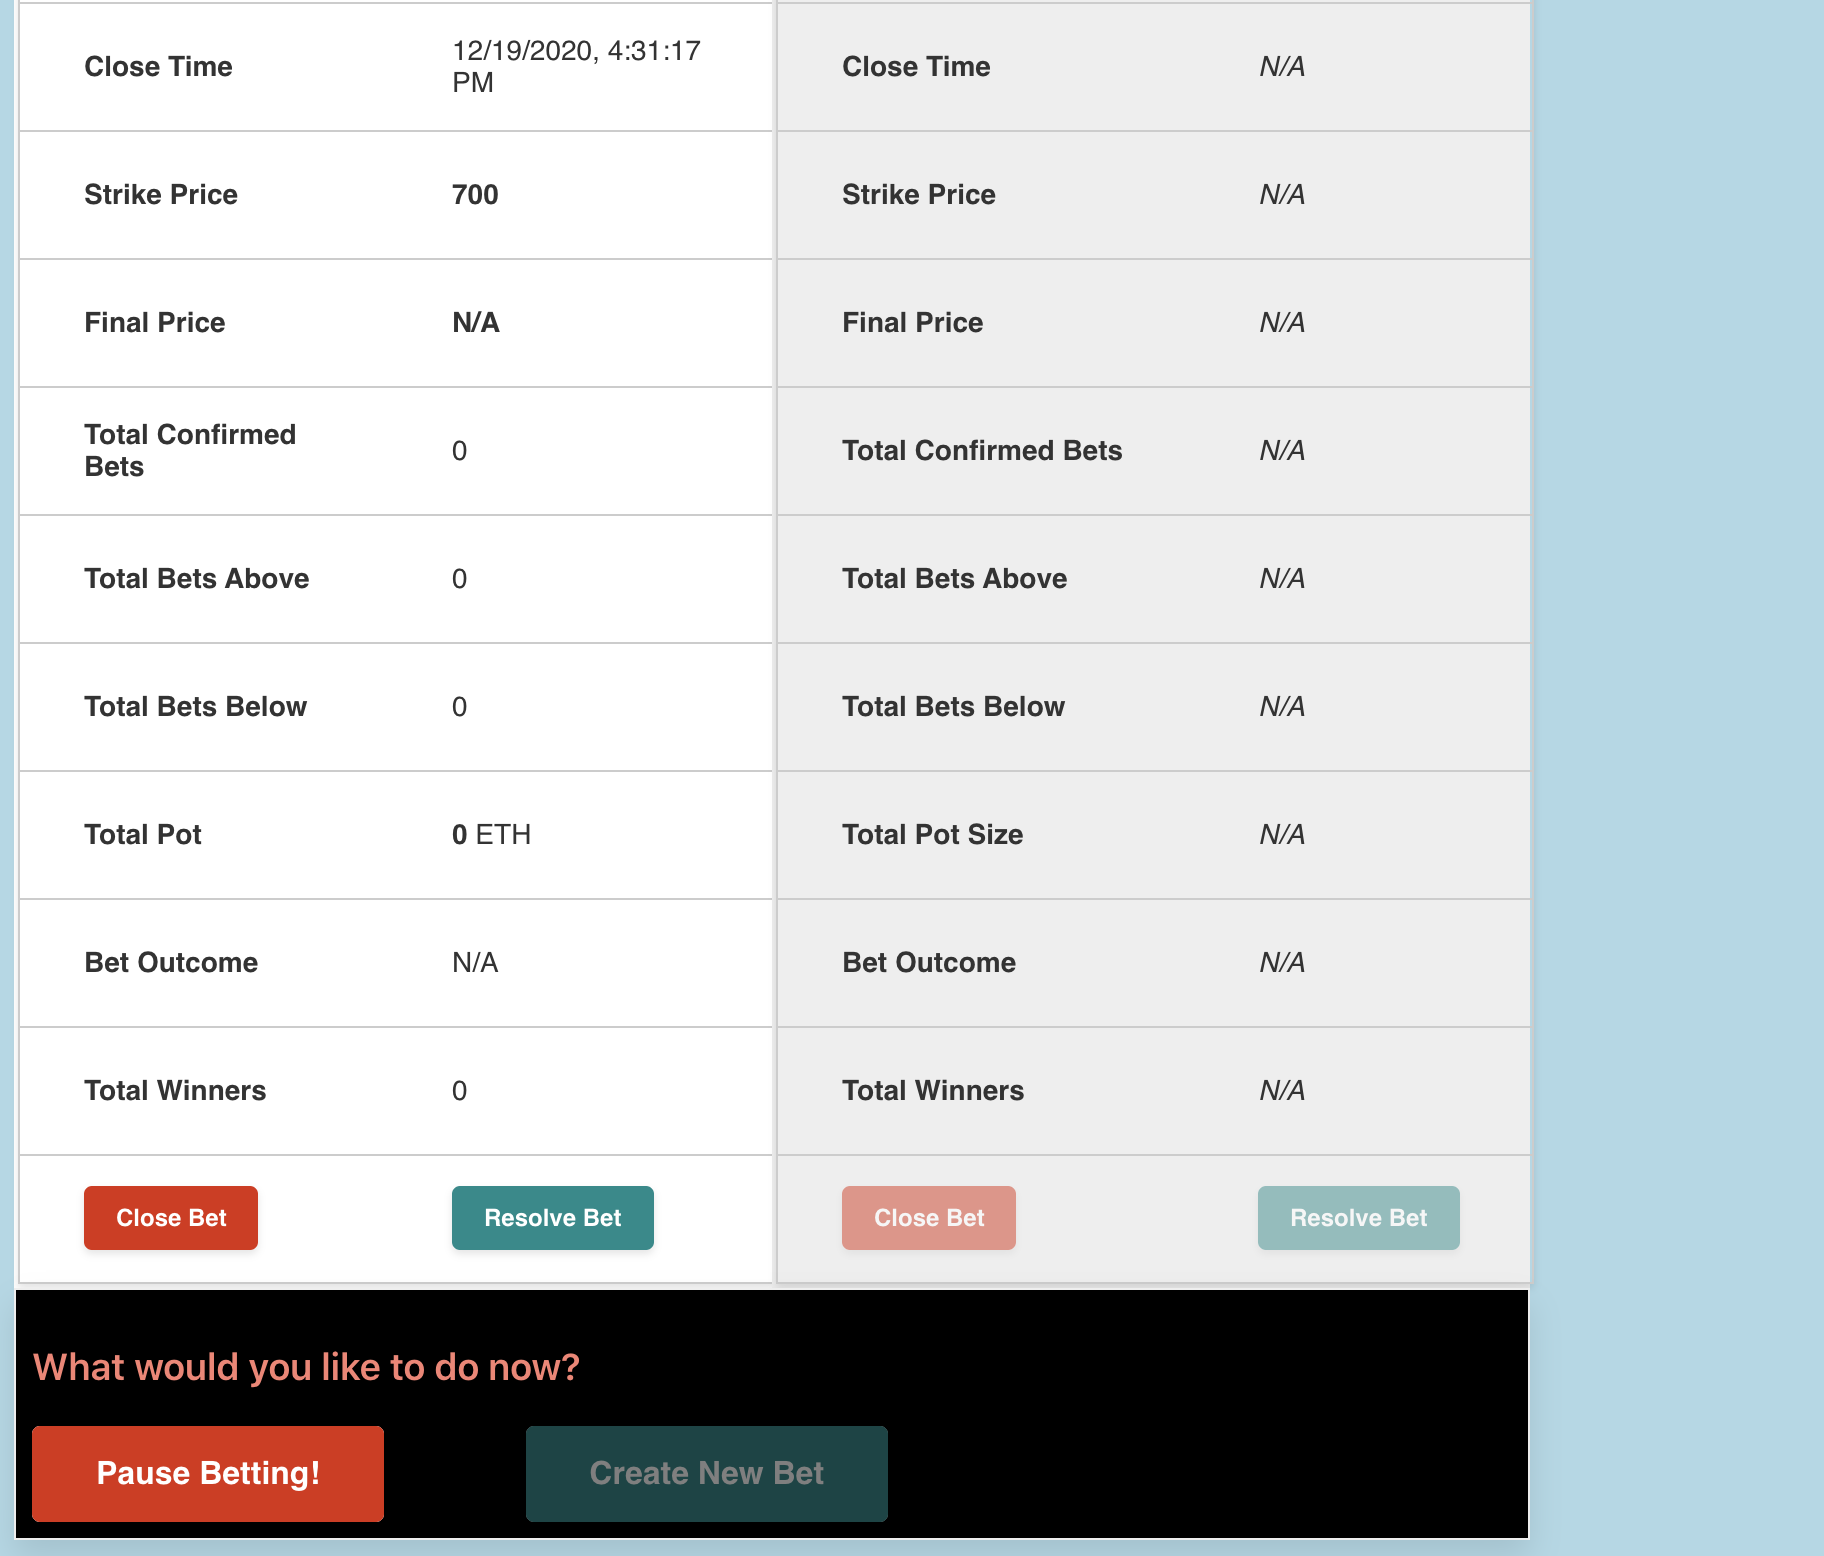 Close Time 12/19/2020, 4:31:17 PM Close Time N/A
Strike Price 700 Strike Price N/A
Final Price N/A Final Price N/A
Total Confirmed Bets 0 Total Confirmed Bets N/A
Total Bets Above 0 Total Bets Above N/A
Total Bets Below 0 Total Bets Below N/A
Total Pot 0 ETH Total Pot Size N/A
Bet Outcome N/A Bet Outcome N/A
Total Winners 0 Total Winners N/A
Close Bet Resolve Bet Close Bet Resolve Bet
What would you like to do now?
Pause Betting! Create New Bet